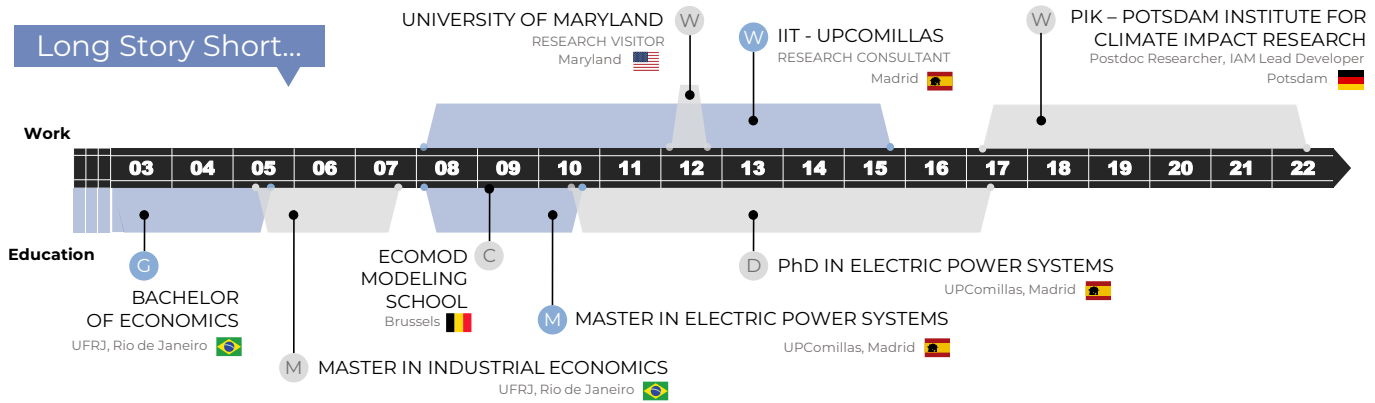 Long Story Short...
UNIVERSITY OF MARYLAND
RESEARCH VISITOR
Maryland
W
W
IIT - UPCOMILLAS
RESEARCH CONSULTANT
Madrid
W
PIK – POTSDAM INSTITUTE FOR
CLIMATE IMPACT RESEARCH
Postdoc Researcher, IAM Lead Developer
Potsdam
Work
03 04 05 06 07 08 09 10 11 12 13 14 15 16 17 18 19 20 21 22
Education
G
BACHELOR
OF ECONOMICS
UFRJ, Rio de Janeiro
M
MASTER IN INDUSTRIAL ECONOMICS
UFRJ, Rio de Janeiro
ECOMOD
MODELING
SCHOOL
Brussels
C
M
MASTER IN ELECTRIC POWER SYSTEMS
UPComillas, Madrid
D
PhD IN ELECTRIC POWER SYSTEMS
UPComillas, Madrid